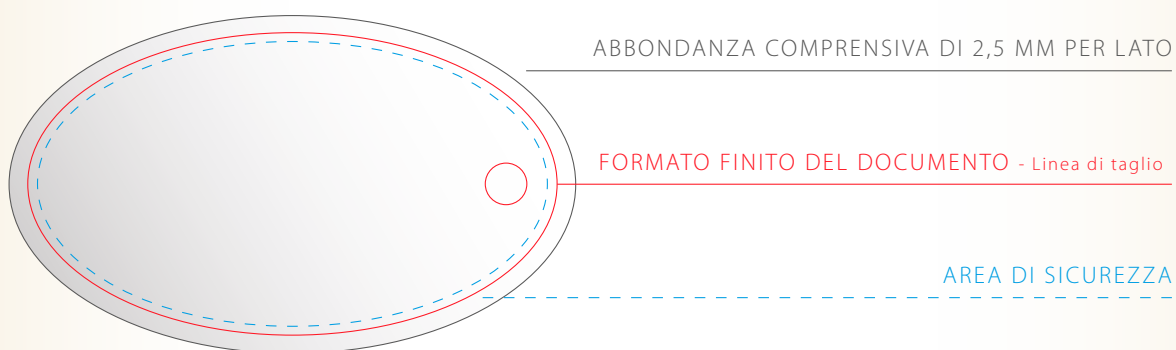 ABBONDANZA COMPRENSIVA DI 2,5 MM PER LATO
FORMATO FINITO DEL DOCUMENTO - Linea di taglio
AREA DI SICUREZZA